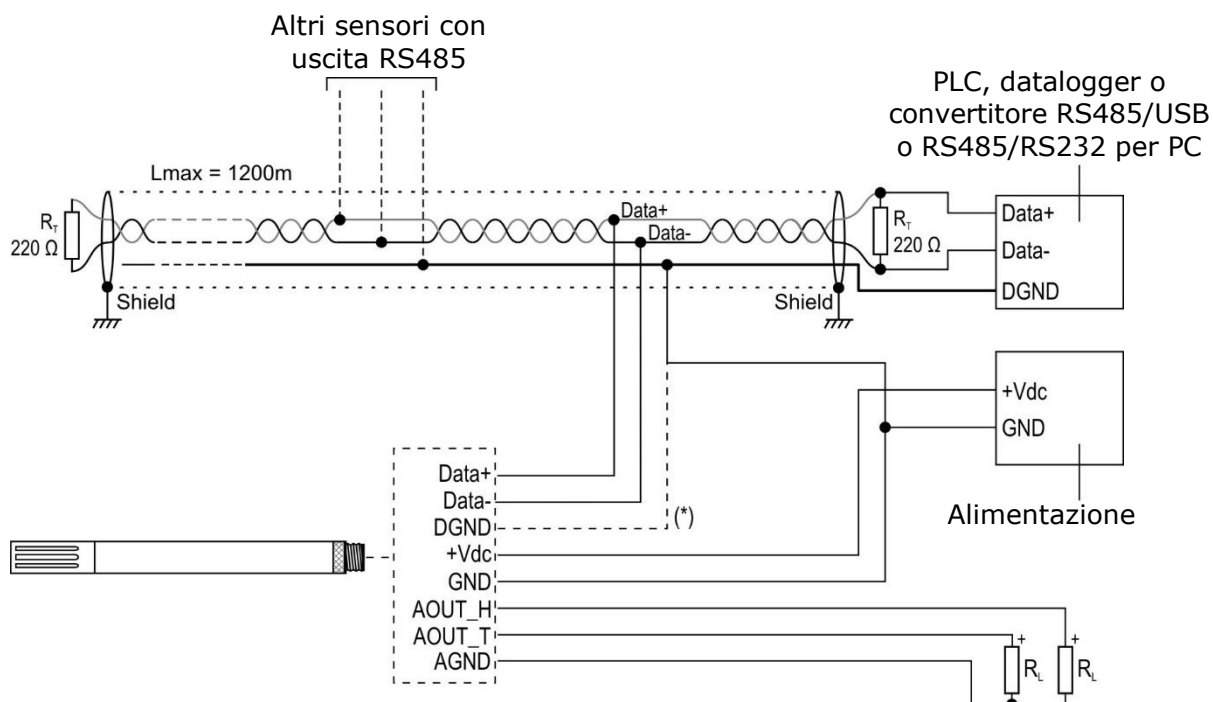 Altri sensori con
uscita RS485
PLC, datalogger o
convertitore RS485/USB
o RS485/RS232 per PC
Lmax = 1200m
Data+
Data-
RT
220 Ω
RT
220 Ω
Data+
Data-
DGND
Shield
Shield
+Vdc
GND
Alimentazione
Data+
Data-
DGND
(*)
+Vdc
GND
AOUT_H
AOUT_T
AGND
+
+
RL
RL